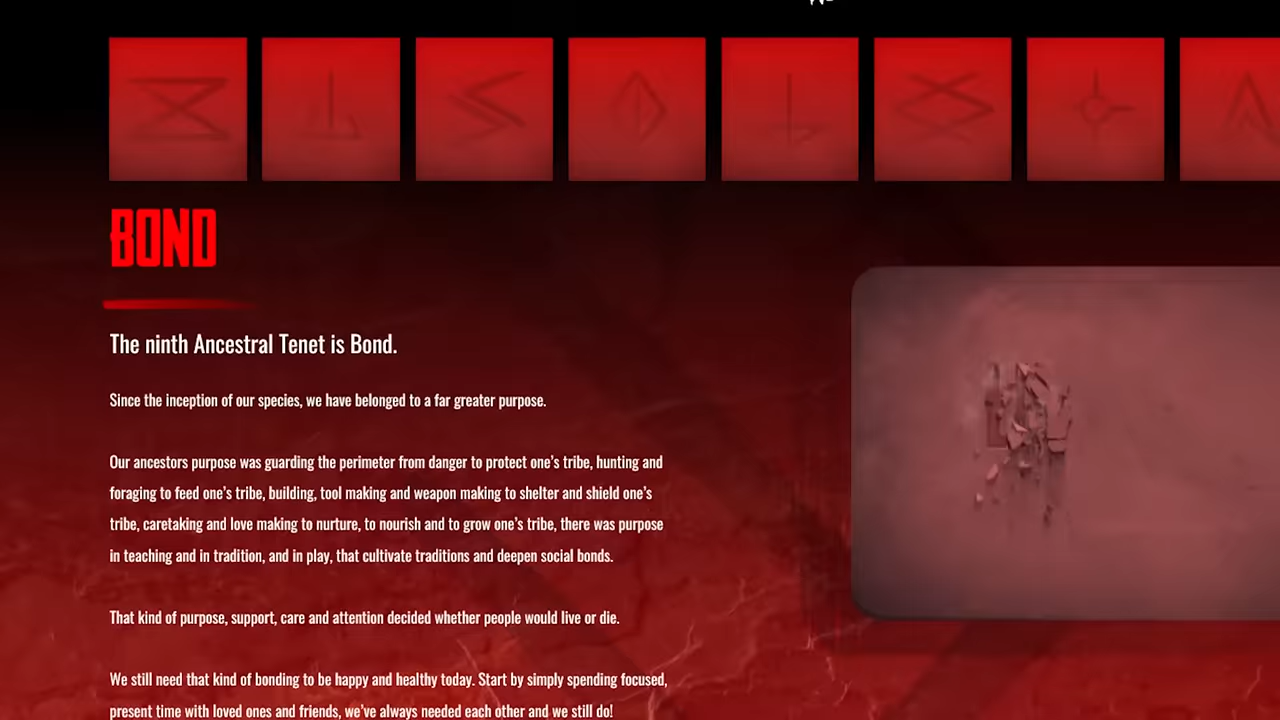 BOND
The ninth Ancestral Tenet is Bond.
Since the inception of our species, we have belonged to a far greater purpose.
Our ancestors purpose was guarding the perimeter from danger to protect one's tribe, hunting and
foraging to feed one's tribe, building, tool making and weapon making to shelter and shield one's
tribe, caretaking and love making to nurture, to nourish and to grow one's tribe, there was purpose
in teaching and in tradition, and in play, that cultivate traditions and deepen social bonds.
That kind of purpose, support, care and attention decided whether people would live or die.
We still need that kind of bonding to be happy and healthy today. Start by simply spending focused,
present time with loved ones and friends, we've always needed each other and we still do!